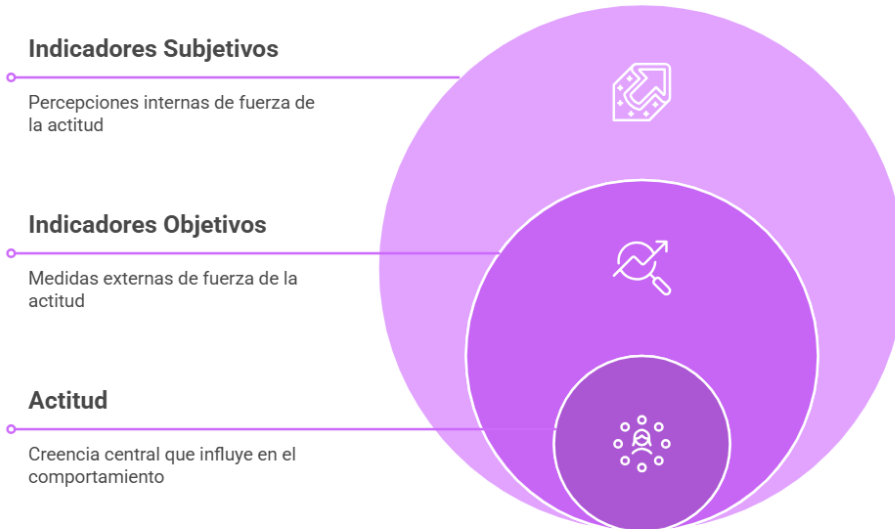 Indicadores Subjetivos
Percepciones internas de fuerza de
la actitud
Indicadores Objetivos
Medidas externas de fuerza de la
actitud
Actitud
Creencia central que influye en el
comportamiento